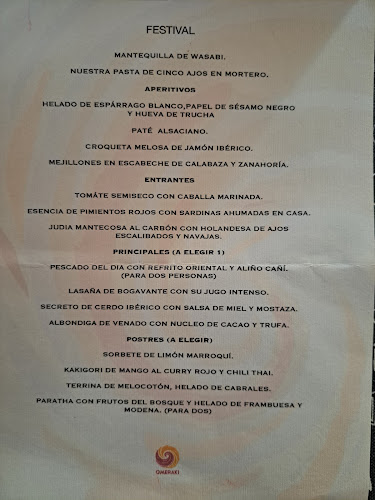 FESTIVAL
MANTEQUILLA DE WASABI.
NUESTRA PASTA DE CINCO AJOS EN MORTERO.
APERITIVOS
HELADO DE ESPÁRRAGO BLANCO,PAPEL DE SÉSAMO NEGRO
Y HUEVA DE TRUCHA
PATÉ ALSACIANO.
CROQUETA MELOSA DE JAMÓN IBÉRICO.
MEJILLONES EN ESCABECHE DE CALABAZA Y ZANAHORÍA.
ENTRANTES
TOMÁTE SEMISECO CON CABALLA MARINADA.
ESENCIA DE PIMIENTOS ROJOS CON SARDINAS AHUMADAS EN CASA.
JUDIA MANTECOSA AL CARBÓN CON HOLANDESA DE AJOS
ESCALIBADOS Y NAVAJAS.
PRINCIPALES (A ELEGIR 1)
PESCADO DEL DIA CON REFRITO ORIENTAL Y ALIÑO CAÑÍ.
(PARA DOS PERSONAS)
LASAÑA DE BOGAVANTE CON SU JUGO INTENSO.
SECRETO DE CERDO IBÉRICO CON SALSA DE MIEL Y MOSTAZA.
ALBONDIGA DE VENADO CON NUCLEO DE CACAO Y TRUFA.
POSTRES (A ELEGIR)
SORBETE DE LIMÓN MARROQUÍ.
KAKIGORI DE MANGO AL CURRY ROJO Y CHILI THAI.
TERRINA DE MELOCOTÓN, HELADO DE CABRALES.
PARATHA CON FRUTOS DEL BOSQUE Y HELADO DE FRAMBUESA Y
MODENA. (PARA DOS)
OMERAKI